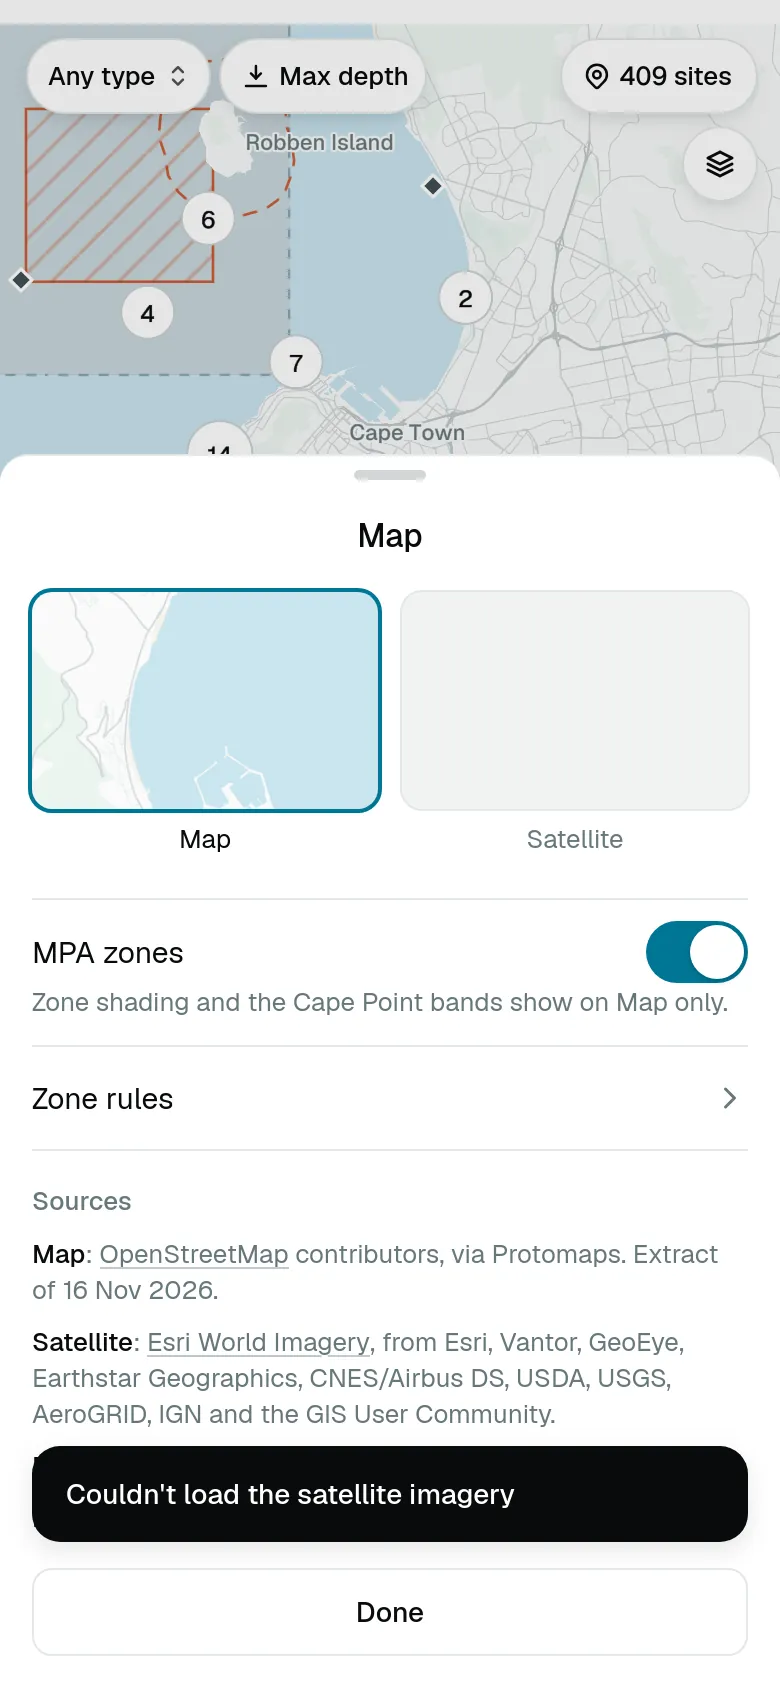 Any type
Max depth
409 sites
Robben Island
6
2
4
7
14
Cape Town
Map
Map
Satellite
MPA zones
Zone shading and the Cape Point bands show on Map only.
Zone rules
Sources
Map: OpenStreetMap contributors, via Protomaps. Extract
of 16 Nov 2026.
Satellite: Esri World Imagery, from Esri, Vantor, GeoEye,
Earthstar Geographics, CNES/Airbus DS, USDA, USGS,
AeroGRID, IGN and the GIS User Community.
Couldn't load the satellite imagery
Done